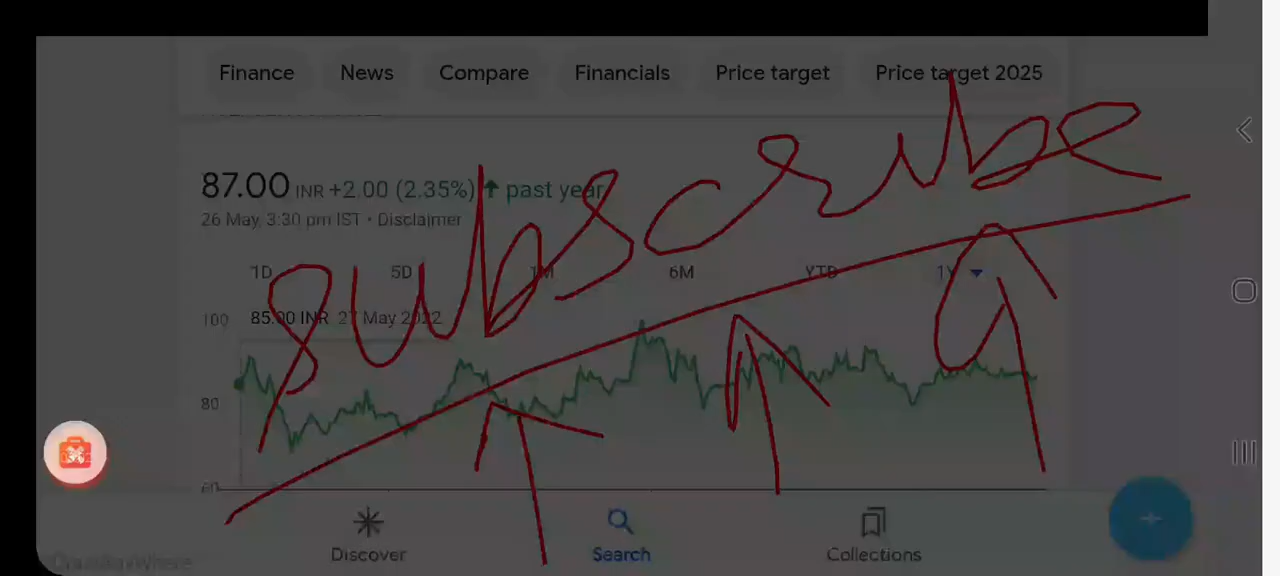 Finance News Compare Financials Price target Price target 2025
87.00 INR +2.00 (2.35%) ↑ past year
26 May, 3:30 pm IST • Disclaimer
subscribe
1D 5D 1M 6M YTD 1Y
100 85.00 INR 27 May 2022
80
60
Discover Search Collections